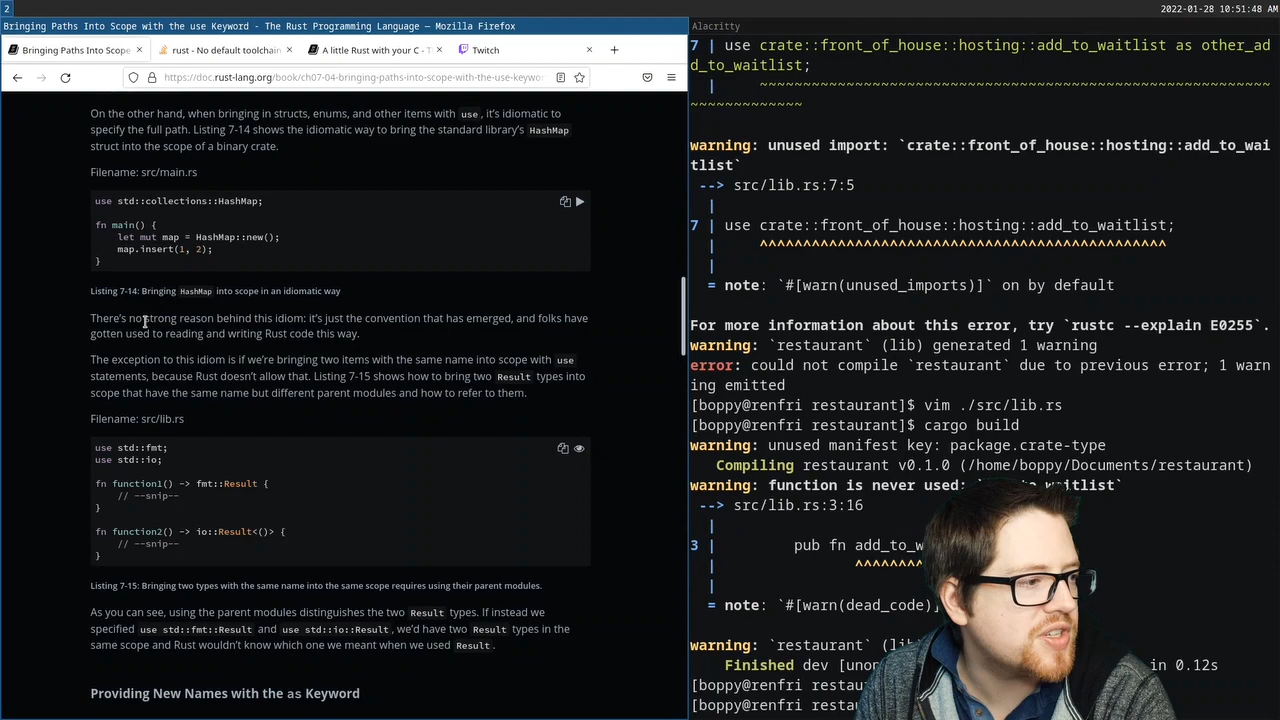 2
2022-01-28 10:51:48 AM
Bringing Paths Into Scope with the use Keyword - The Rust Programming Language — Mozilla Firefox
Bringing Paths Into Scope
rust - No default toolchain
A little Rust with your C - T
Twitch
https://doc.rust-lang.org/book/ch07-04-bringing-paths-into-scope-with-the-use-keywo
On the other hand, when bringing in structs, enums, and other items with use, it's idiomatic to
specify the full path. Listing 7-14 shows the idiomatic way to bring the standard library's HashMap
struct into the scope of a binary crate.
Filename: src/main.rs
use std::collections::HashMap;
fn main() {
let mut map = HashMap::new();
map.insert(1, 2);
}
Listing 7-14: Bringing HashMap into scope in an idiomatic way
There's no strong reason behind this idiom: it's just the convention that has emerged, and folks have
gotten used to reading and writing Rust code this way.
The exception to this idiom is if we're bringing two items with the same name into scope with use
statements, because Rust doesn't allow that. Listing 7-15 shows how to bring two Result types into
scope that have the same name but different parent modules and how to refer to them.
Filename: src/lib.rs
use std::fmt;
use std::io;
fn function1() -> fmt::Result {
// --snip--
}
fn function2() -> io::Result<()> {
// --snip--
}
Listing 7-15: Bringing two types with the same name into the same scope requires using their parent modules.
As you can see, using the parent modules distinguishes the two Result types. If instead we
specified use std::fmt::Result and use std::io::Result, we'd have two Result types in the
same scope and Rust wouldn't know which one we meant when we used Result.
Providing New Names with the as Keyword
Alacritty
7 | use crate::front_of_house::hosting::add_to_waitlist as other_ad
d_to_waitlist;
|     ~~~~~~~~~~~~~~~~~~~~~~~~~~~~~~~~~~~~~~~~~~~~~~~~~~~~~~~~~~~
~~~~~~~~~~~~~
warning: unused import: `crate::front_of_house::hosting::add_to_wai
tlist`
--> src/lib.rs:7:5
|
7 | use crate::front_of_house::hosting::add_to_waitlist;
|     ^^^^^^^^^^^^^^^^^^^^^^^^^^^^^^^^^^^^^^^^^^^^^^^
|
= note: `#[warn(unused_imports)]` on by default
For more information about this error, try `rustc --explain E0255`.
warning: `restaurant` (lib) generated 1 warning
error: could not compile `restaurant` due to previous error; 1 warn
ing emitted
[boppy@renfri restaurant]$ vim ./src/lib.rs
[boppy@renfri restaurant]$ cargo build
warning: unused manifest key: package.crate-type
Compiling restaurant v0.1.0 (/home/boppy/Documents/restaurant)
warning: function is never used: waitlist`
--> src/lib.rs:3:16
|
3 |         pub fn add_to_w
|                ^^^^^^^
|
= note: `#[warn(dead_code)]
warning: `restaurant` (li
Finished dev [unop in 0.12s
[boppy@renfri restau
[boppy@renfri restau